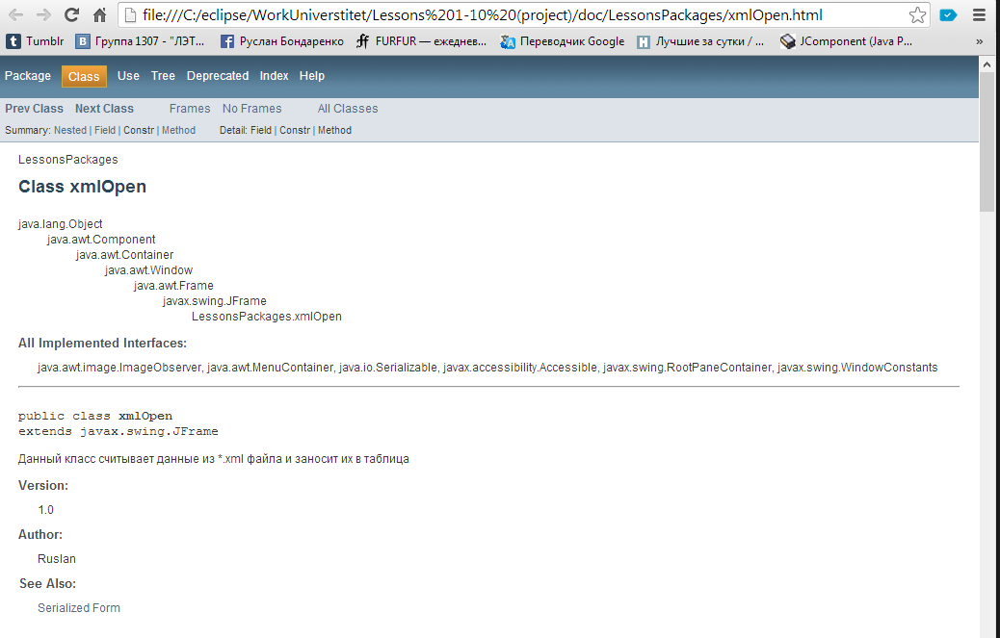 file:///C:/eclipse/WorkUniverstitet/Lessons%201-10%20(project)/doc/LessonsPackages/xmlOpen.html
Tumblr Группа 1307 - "ЛЭТ... Руслан Бондаренко FURFUR — ежеднев... Переводчик Google Лучшие за сутки / ... JComponent (Java P... »
Package Class Use Tree Deprecated Index Help
Prev Class Next Class Frames No Frames All Classes
Summary: Nested | Field | Constr | Method Detail: Field | Constr | Method
LessonsPackages
Class xmlOpen
java.lang.Object
java.awt.Component
java.awt.Container
java.awt.Window
java.awt.Frame
javax.swing.JFrame
LessonsPackages.xmlOpen
All Implemented Interfaces:
java.awt.image.ImageObserver, java.awt.MenuContainer, java.io.Serializable, javax.accessibility.Accessible, javax.swing.RootPaneContainer, javax.swing.WindowConstants
public class xmlOpen
extends javax.swing.JFrame
Данный класс считывает данные из *.xml файла и заносит их в таблица
Version:
1.0
Author:
Ruslan
See Also:
Serialized Form